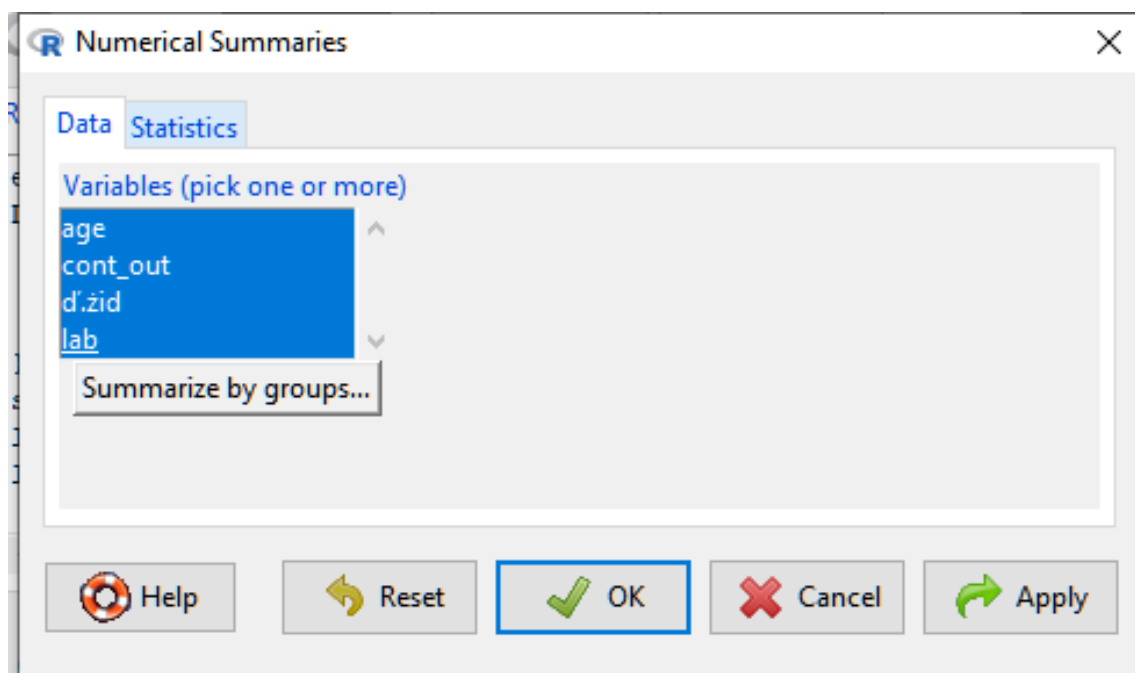 Numerical Summaries
Data Statistics
Variables (pick one or more)
age
cont_out
ď.żid
lab
Summarize by groups...
Help Reset OK Cancel Apply